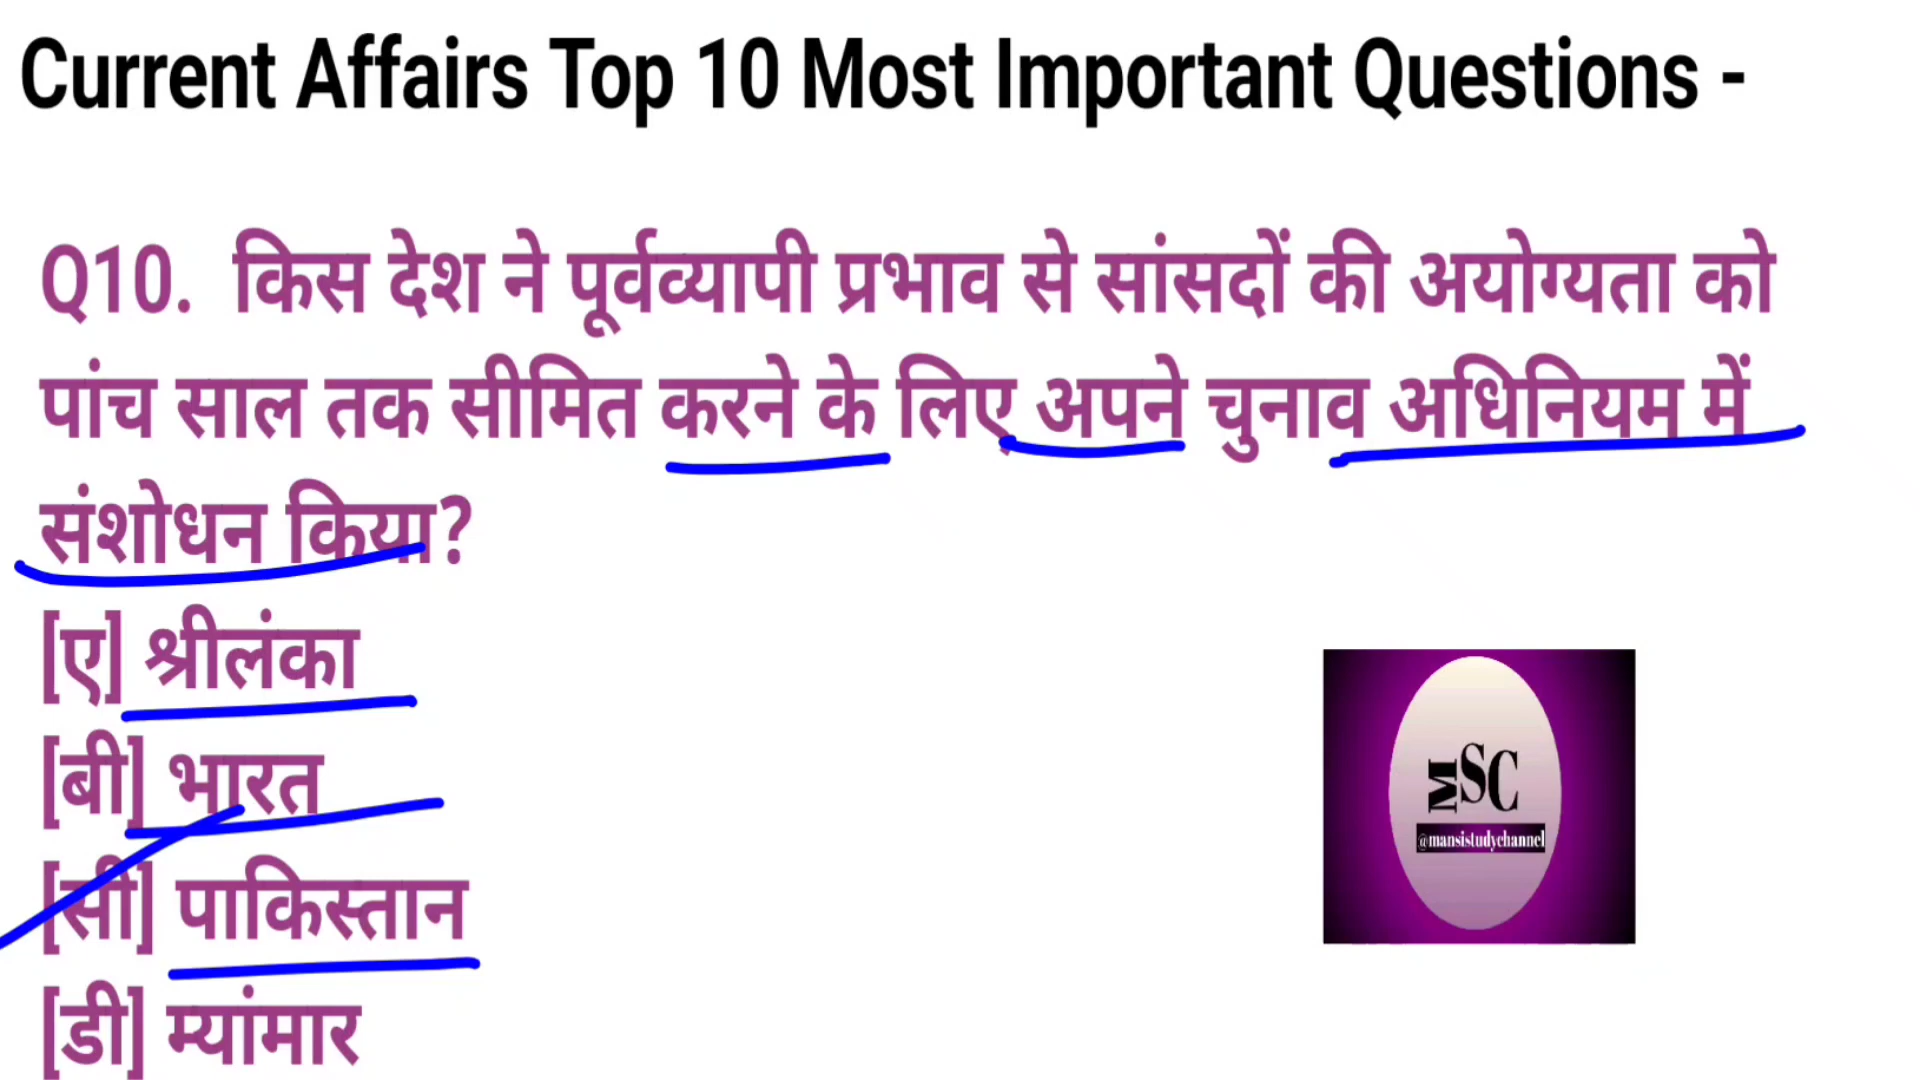 Current Affairs Top 10 Most Important Questions -
Q10. किस देश ने पूर्वव्यापी प्रभाव से सांसदों की अयोग्यता को
पांच साल तक सीमित करने के लिए अपने चुनाव अधिनियम में
संशोधन किया?
[ए] श्रीलंका
[बी] भारत
[सी] पाकिस्तान
[डी] म्यांमार
MSC
@mansistudychannel